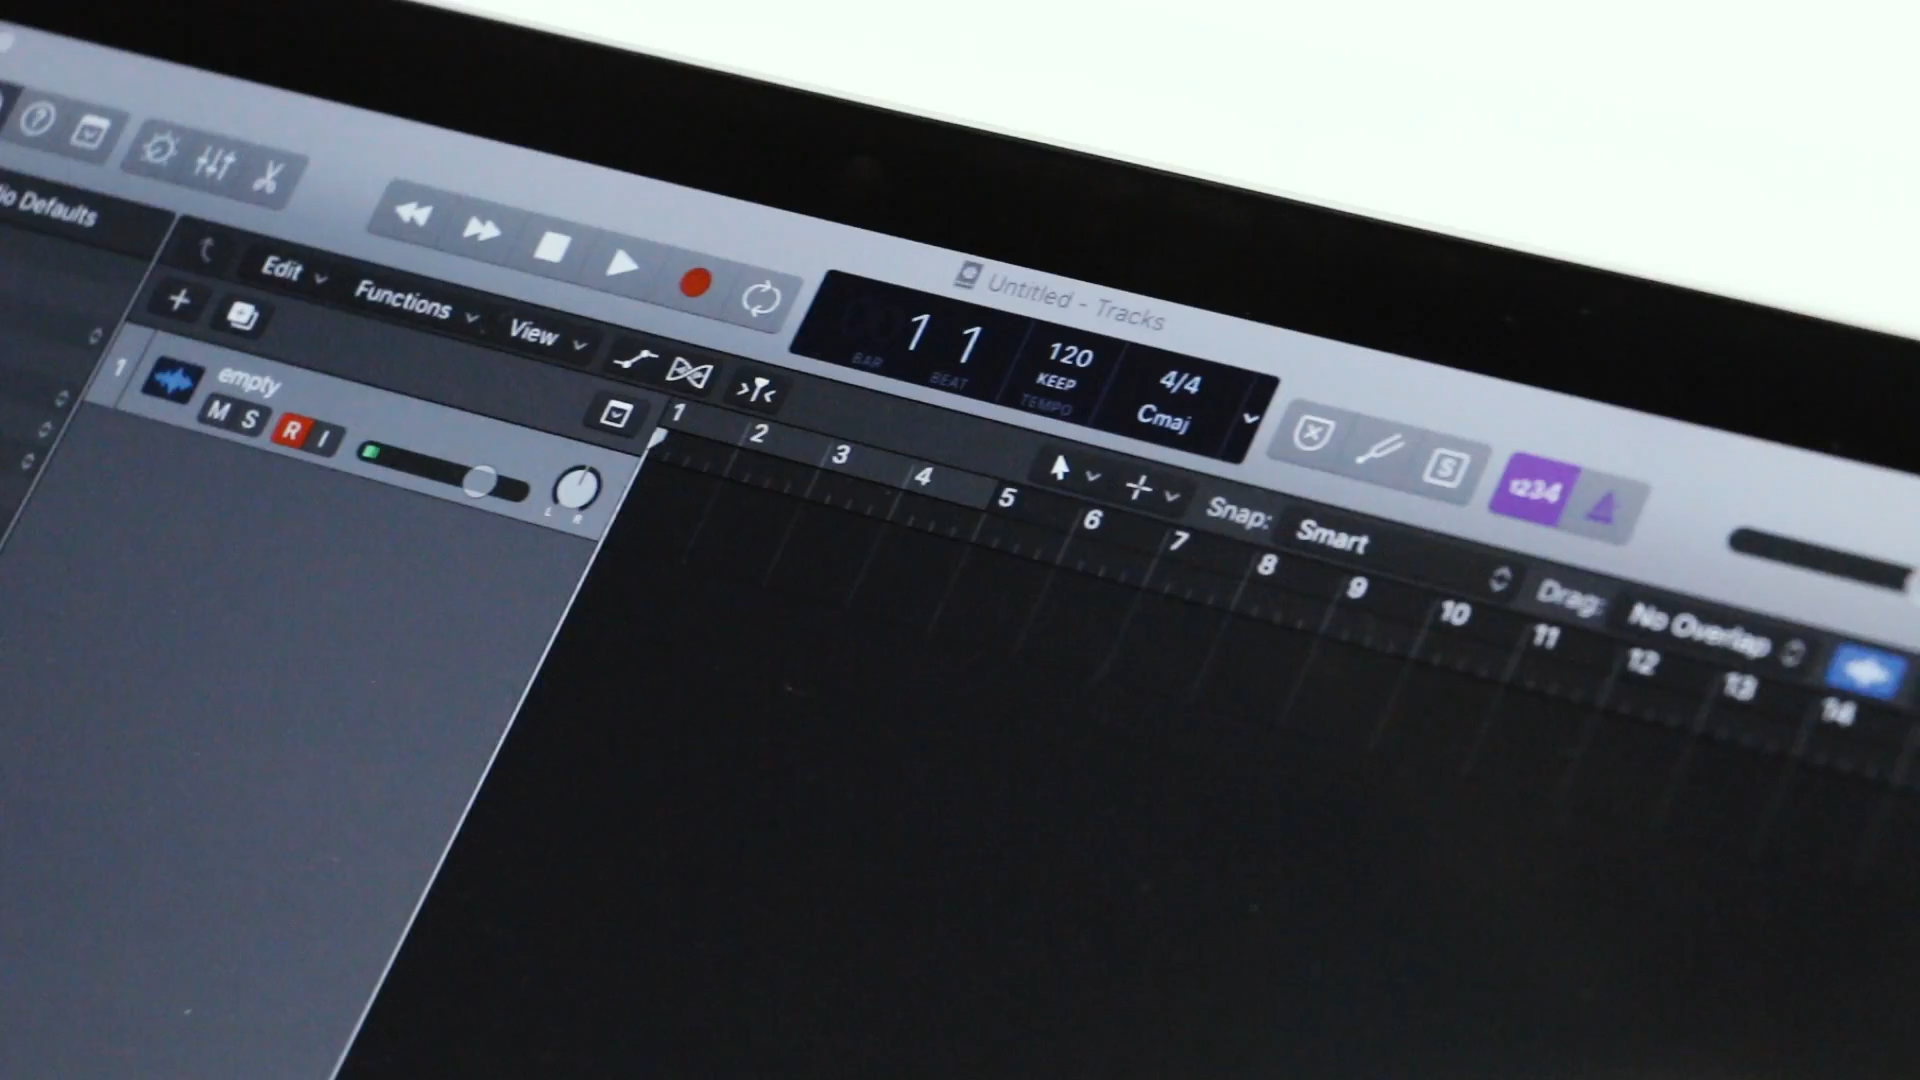 Untitled - Tracks
io Defaults
Edit
Functions
View
1 1
BAR
BEAT
120
KEEP
TEMPO
4/4
Cmaj
1234
1
empty
M S R I
L R
Snap: Smart
Drag: No Overlap
1 2 3 4 5 6 7 8 9 10 11 12 13 14
S